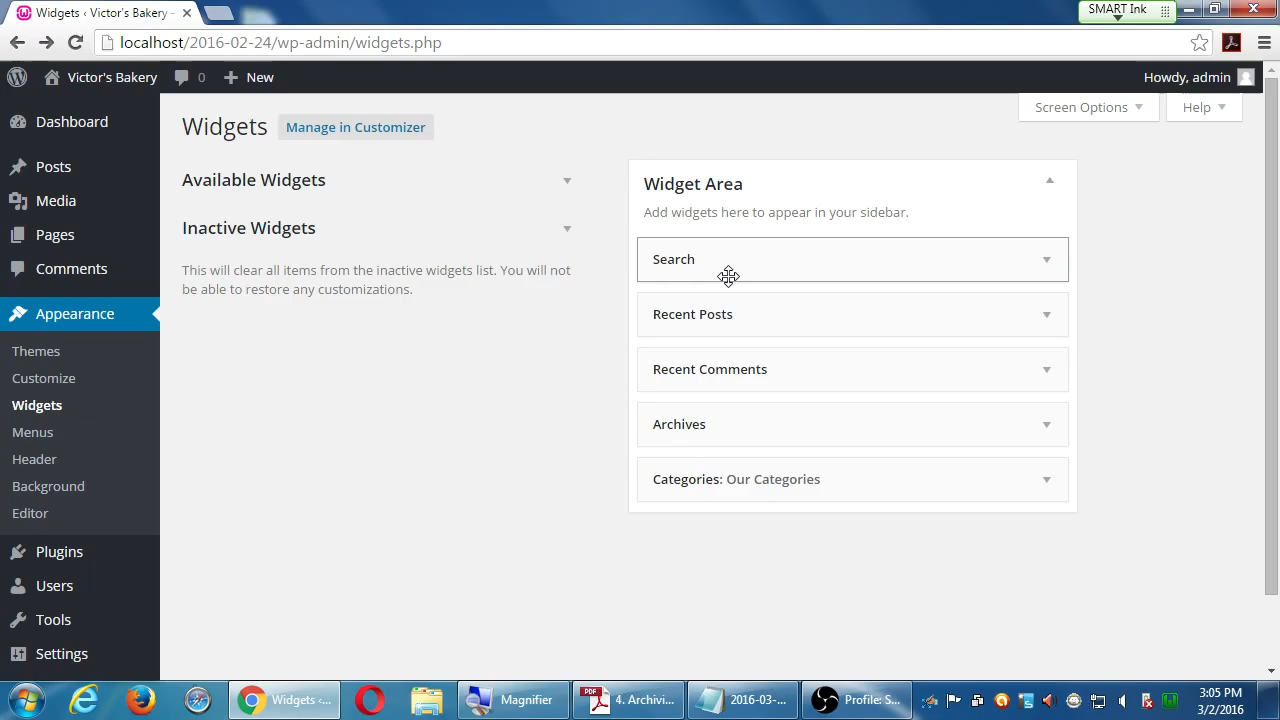 Widgets ‹ Victor's Bakery -
SMART Ink
localhost/2016-02-24/wp-admin/widgets.php
Victor's Bakery
0
New
Howdy, admin
Dashboard
Posts
Media
Pages
Comments
Appearance
Themes
Customize
Widgets
Menus
Header
Background
Editor
Plugins
Users
Tools
Settings
Screen Options
Help
Widgets
Manage in Customizer
Available Widgets
Inactive Widgets
This will clear all items from the inactive widgets list. You will not
be able to restore any customizations.
Widget Area
Add widgets here to appear in your sidebar.
Search
Recent Posts
Recent Comments
Archives
Categories: Our Categories
Widgets ‹...
Magnifier
PDF
4. Archivi...
2016-03-...
Profile: S...
3:05 PM
3/2/2016